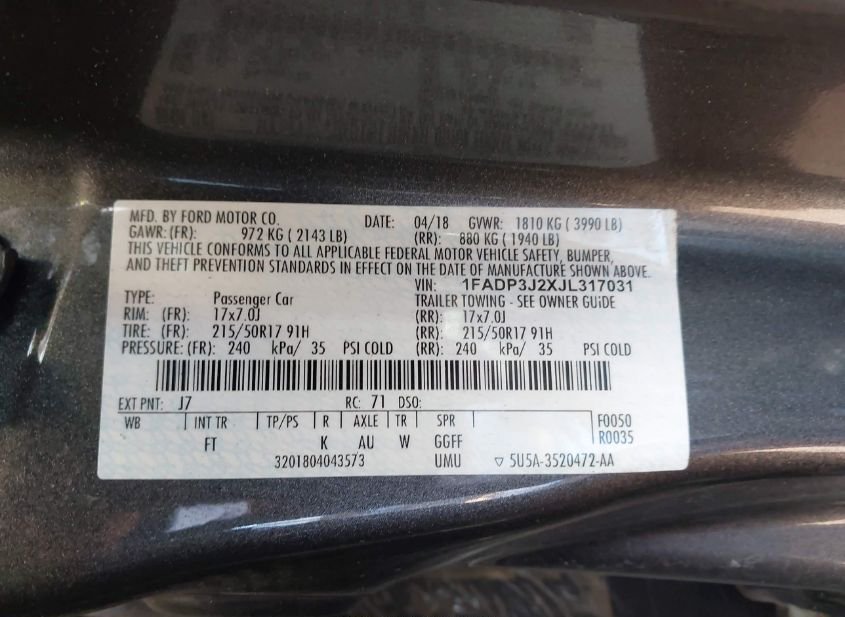 MFD. BY FORD MOTOR CO. DATE: 04/18 GVWR: 1810 KG ( 3990 LB)
GAWR: (FR): 972 KG ( 2143 LB) (RR): 880 KG ( 1940 LB)
THIS VEHICLE CONFORMS TO ALL APPLICABLE FEDERAL MOTOR VEHICLE SAFETY, BUMPER,
AND THEFT PREVENTION STANDARDS IN EFFECT ON THE DATE OF MANUFACTURE SHOWN ABOVE.
VIN: 1FADP3J2XJL317031
TYPE: Passenger Car TRAILER TOWING - SEE OWNER GUIDE
RIM: (FR): 17x7.0J (RR): 17x7.0J
TIRE: (FR): 215/50R17 91H (RR): 215/50R17 91H
PRESSURE: (FR): 240 kPa/ 35 PSI COLD (RR): 240 kPa/ 35 PSI COLD
EXT PNT: J7 RC: 71 DSO:
WB INT TR TP/PS R AXLE TR SPR F0050
FT K AU W GGFF R0035
3201804043573 UMU ▽ 5U5A-3520472-AA